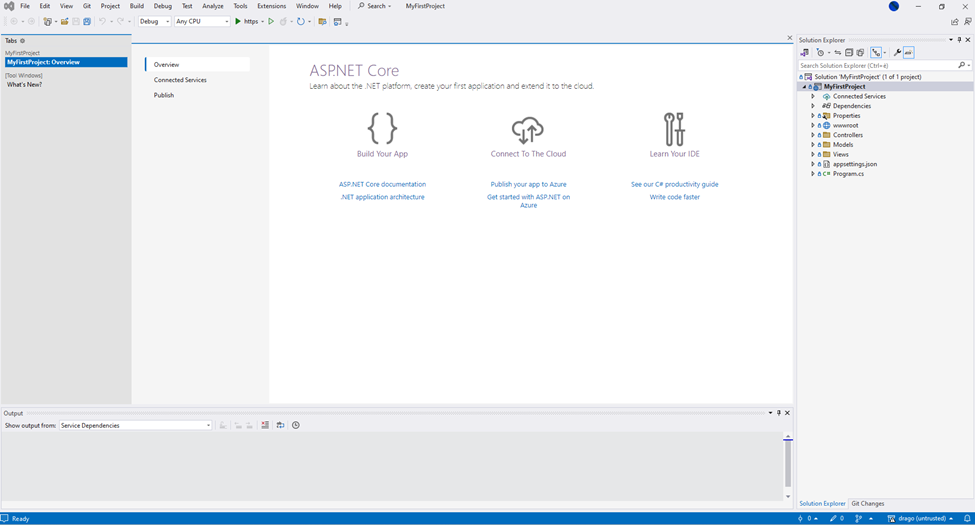 File Edit View Git Project Build Debug Test Analyze Tools Extensions Window Help Search MyFirstProject
Debug Any CPU https
Tabs
MyFirstProject
MyFirstProject: Overview
[Tool Windows]
What's New?
Overview
Connected Services
Publish
ASP.NET Core
Learn about the .NET platform, create your first application and extend it to the cloud.
Build Your App
ASP.NET Core documentation
.NET application architecture
Connect To The Cloud
Publish your app to Azure
Get started with ASP.NET on
Azure
Learn Your IDE
See our C# productivity guide
Write code faster
Output
Show output from: Service Dependencies
Solution Explorer
Search Solution Explorer (Ctrl+è)
Solution 'MyFirstProject' (1 of 1 project)
MyFirstProject
Connected Services
Dependencies
Properties
wwwroot
Controllers
Models
Views
appsettings.json
C# Program.cs
Solution Explorer Git Changes
Ready 0 0 drago (untrusted)